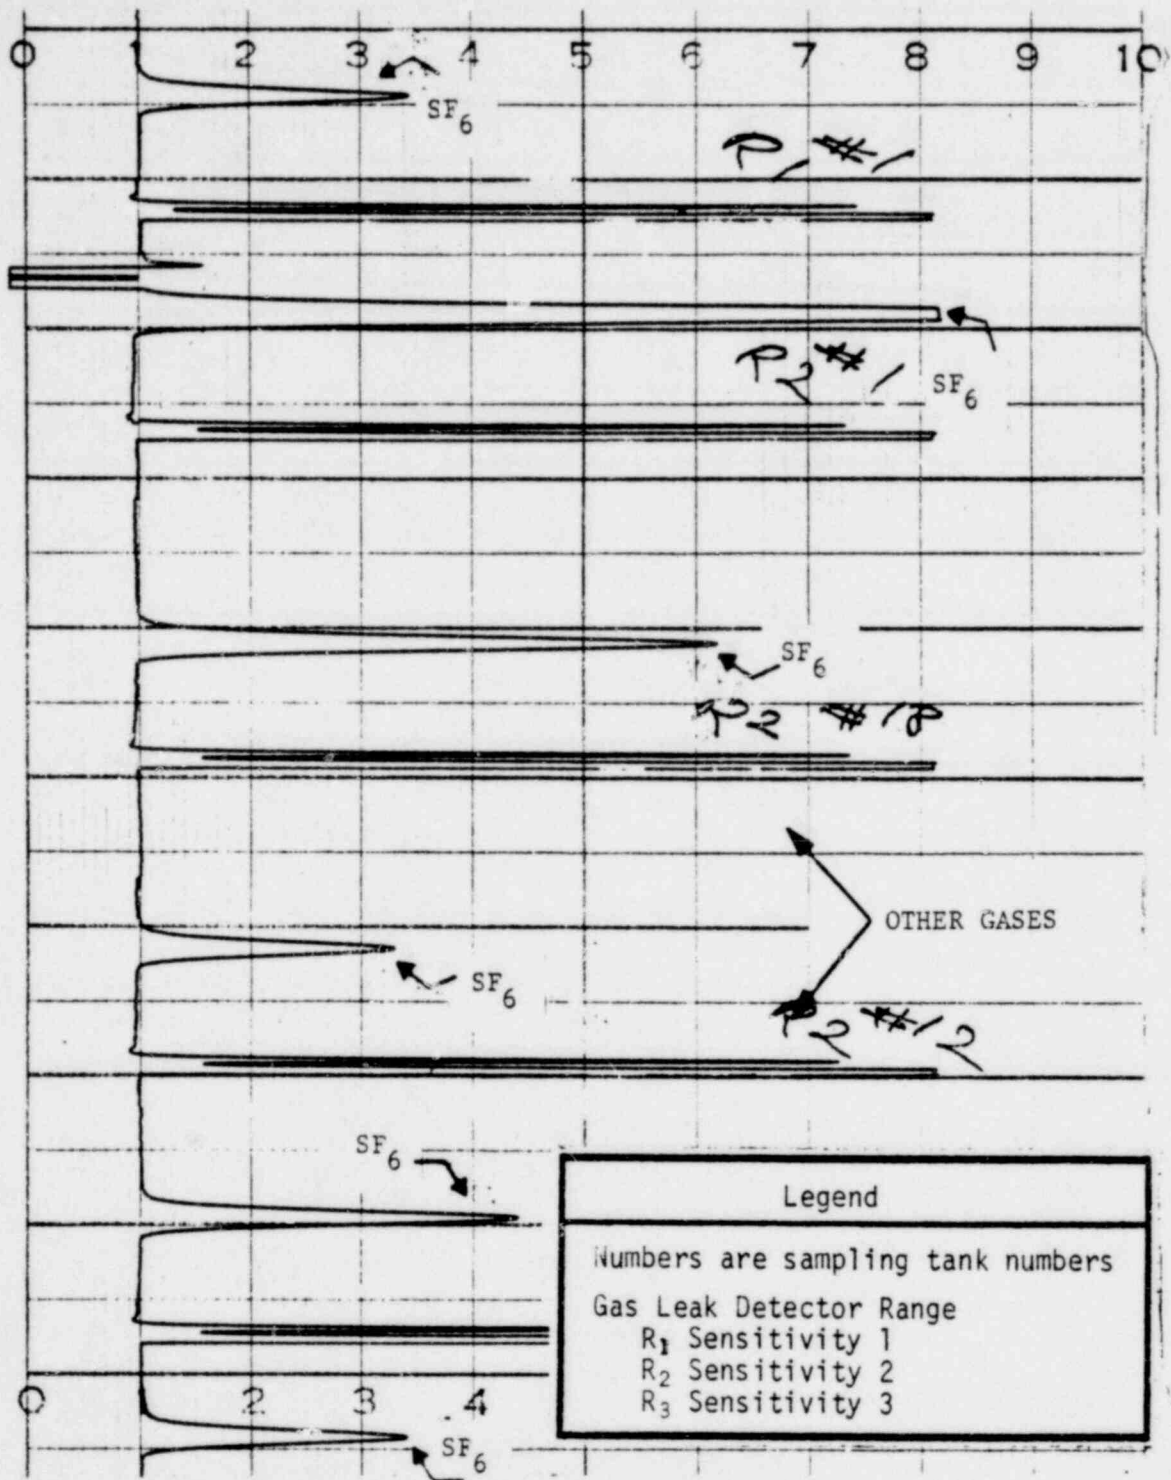 0 1 2 3 4 5 6 7 8 9 10
SF6
R1 #1
R2 #1
SF6
SF6
R2 #18
OTHER GASES
SF6
R2 #12
SF6
Legend
Numbers are sampling tank numbers
Gas Leak Detector Range
R1 Sensitivity 1
R2 Sensitivity 2
R3 Sensitivity 3
0 2 3 4
SF6